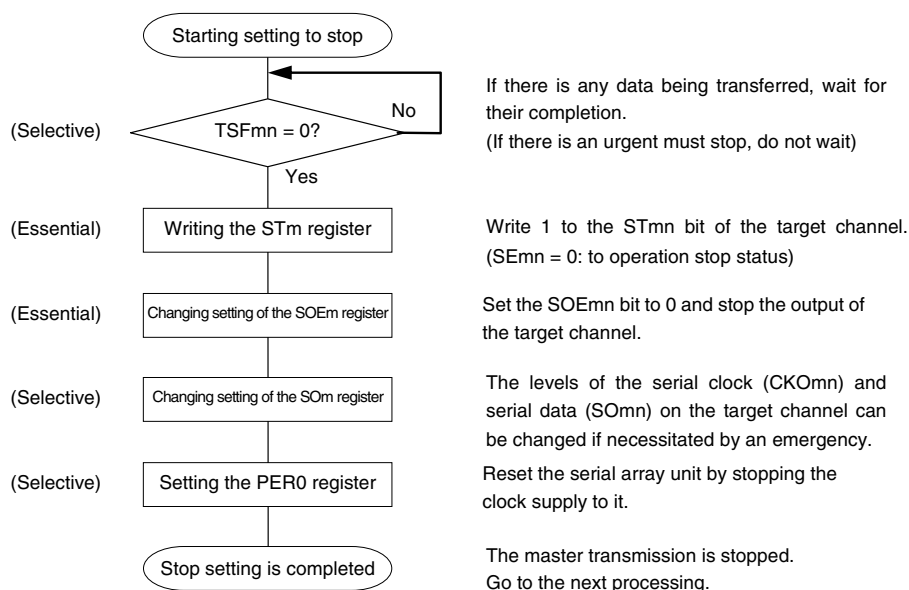 Starting setting to stop
No
(Selective)
TSFmn = 0?
If there is any data being transferred, wait for
their completion.
(If there is an urgent must stop, do not wait)
Yes
(Essential)
Writing the STm register
Write 1 to the STmn bit of the target channel.
(SEmn = 0: to operation stop status)
(Essential)
Changing setting of the SOEm register
Set the SOEmn bit to 0 and stop the output of
the target channel.
(Selective)
Changing setting of the SOm register
The levels of the serial clock (CKOmn) and
serial data (SOmn) on the target channel can
be changed if necessitated by an emergency.
(Selective)
Setting the PER0 register
Reset the serial array unit by stopping the
clock supply to it.
Stop setting is completed
The master transmission is stopped.
Go to the next processing.